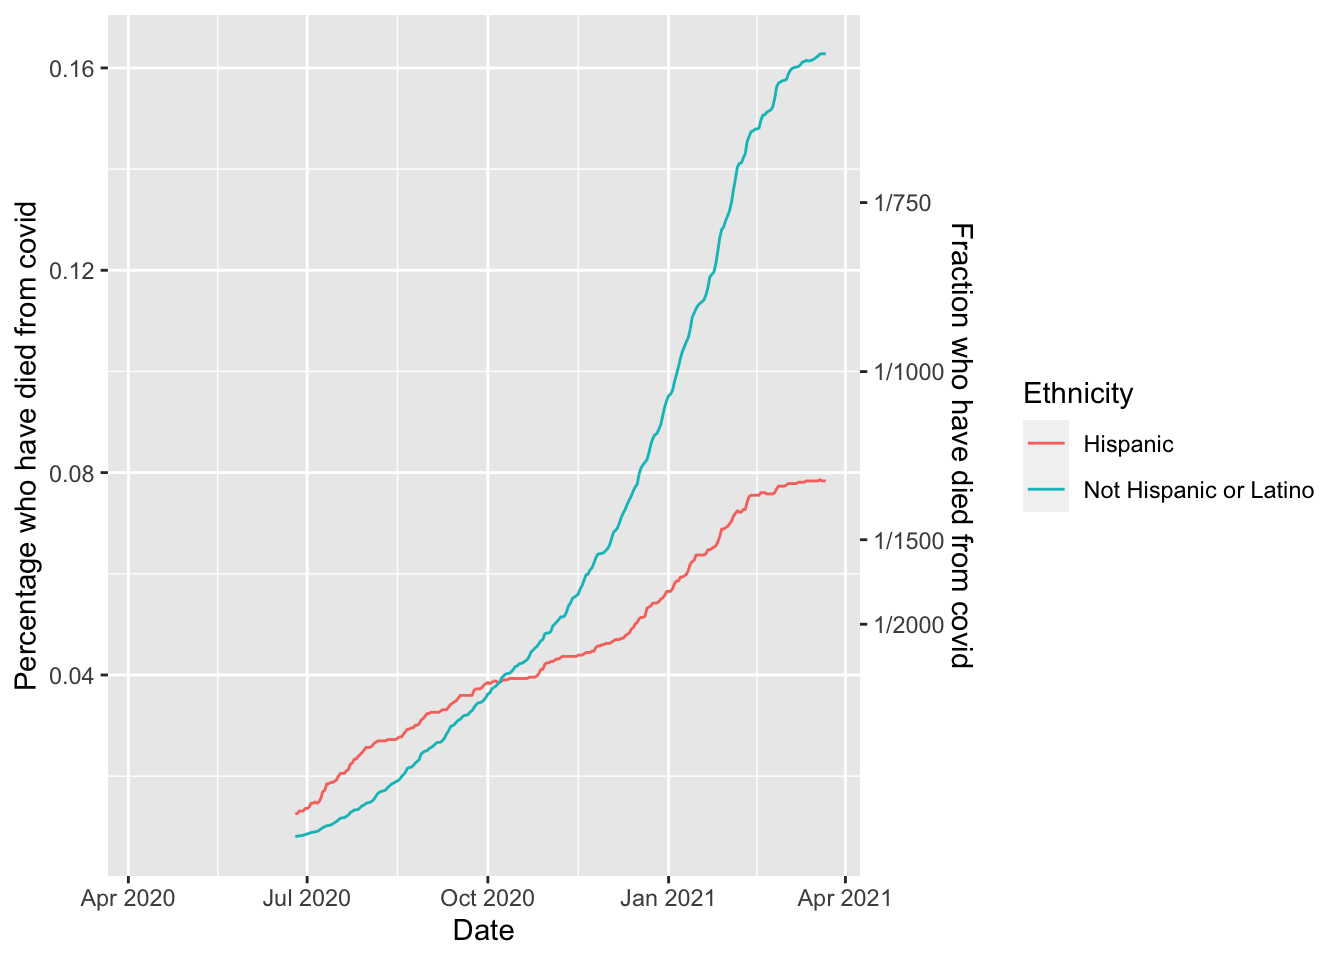 Percentage who have died from covid
0.16
0.12
0.08
0.04
Apr 2020
Jul 2020
Oct 2020
Jan 2021
Apr 2021
Date
1/750
1/1000
1/1500
1/2000
Fraction who have died from covid
Ethnicity
Hispanic
Not Hispanic or Latino